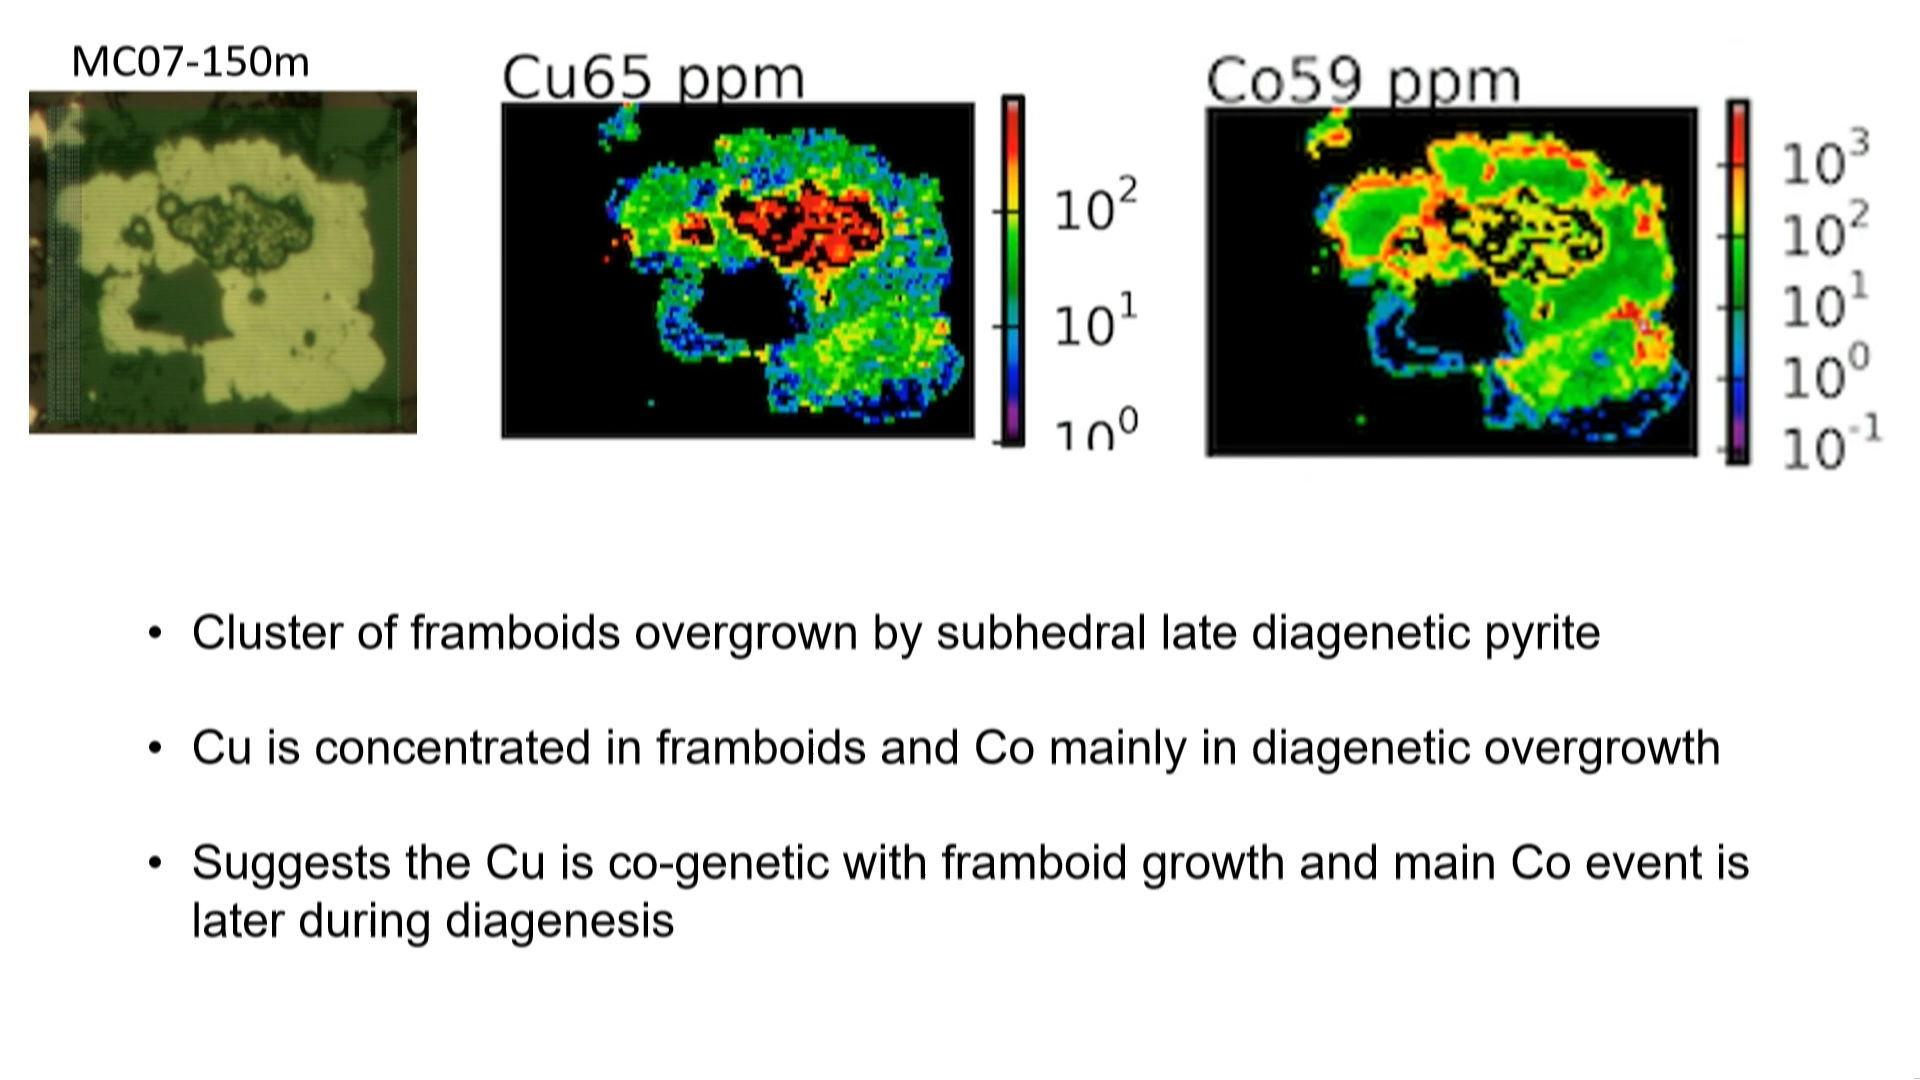 MC07-150m
Cu65 ppm
10²
10¹
10⁰
Co59 ppm
10³
10²
10¹
10⁰
10⁻¹
• Cluster of framboids overgrown by subhedral late diagenetic pyrite
• Cu is concentrated in framboids and Co mainly in diagenetic overgrowth
• Suggests the Cu is co-genetic with framboid growth and main Co event is
later during diagenesis